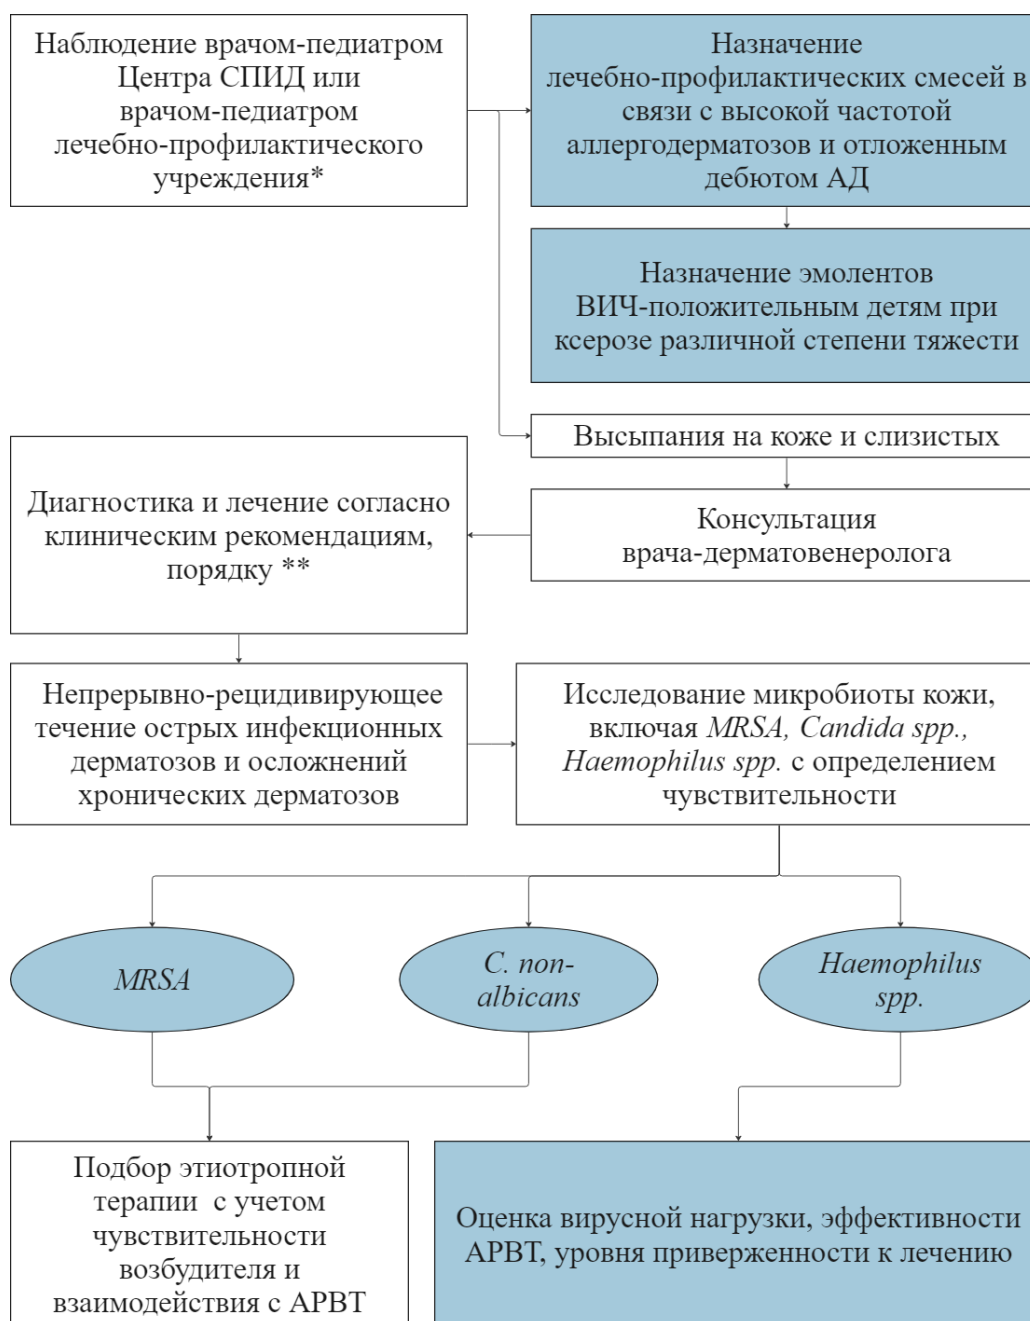 Наблюдение врачом-педиатром
Центра СПИД или
врачом-педиатром
лечебно-профилактического
учреждения*
Назначение
лечебно-профилактических смесей в
связи с высокой частотой
аллергодерматозов и отложенным
дебютом АД
Назначение эмолентов
ВИЧ-положительным детям при
ксерозе различной степени тяжести
Высыпания на коже и слизистых
Консультация
врача-дерматовенеролога
Диагностика и лечение согласно
клиническим рекомендациям,
порядку **
Непрерывно-рецидивирующее
течение острых инфекционных
дерматозов и осложнений
хронических дерматозов
Исследование микробиоты кожи,
включая MRSA, Candida spp.,
Haemophilus spp. с определением
чувствительности
MRSA
C. non-
albicans
Haemophilus
spp.
Подбор этиотропной
терапии с учетом
чувствительности
возбудителя и
взаимодействия с АРВТ
Оценка вирусной нагрузки, эффективности
АРВТ, уровня приверженности к лечению